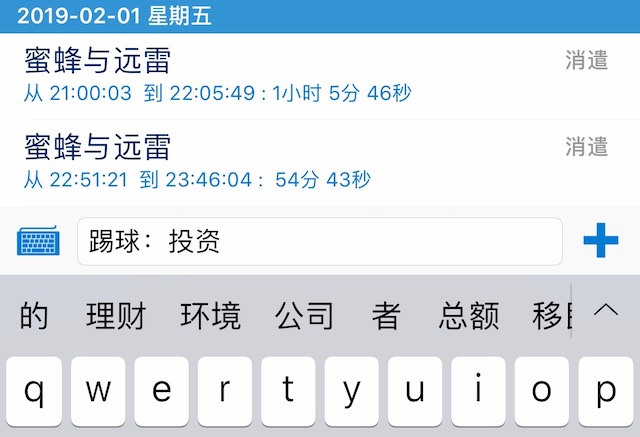 2019-02-01 星期五
蜜蜂与远雷 消遣
从 21:00:03 到 22:05:49 : 1小时 5分 46秒
蜜蜂与远雷 消遣
从 22:51:21 到 23:46:04 : 54分 43秒
踢球：投资
的 理财 环境 公司 者 总额 移
q w e r t y u i o p